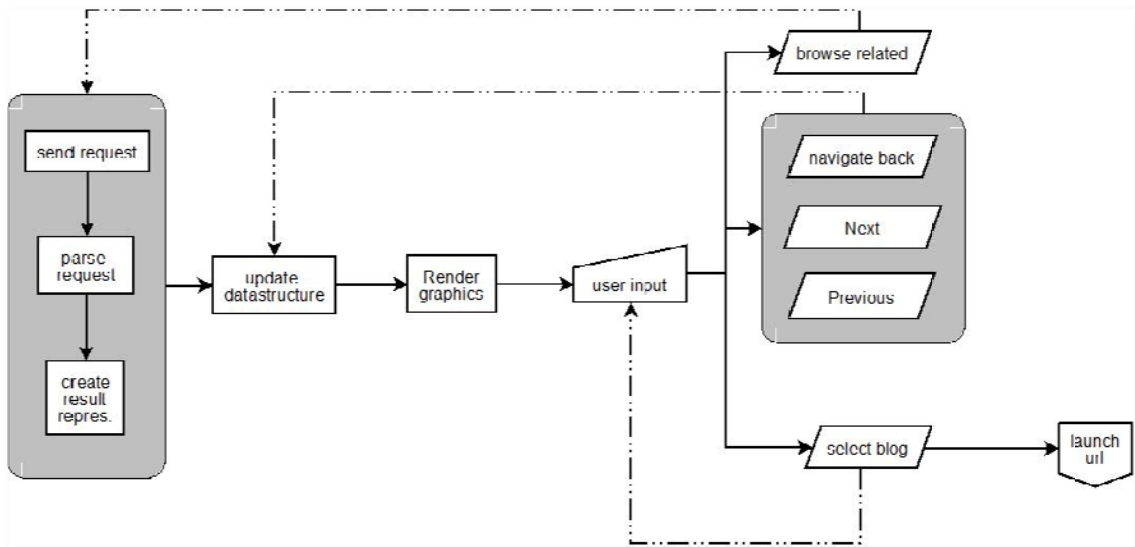 browse related
send request
navigate back
parse
request
Next
update
datastructure
Render
graphics
user input
Previous
create
result
repres.
select blog
launch
url